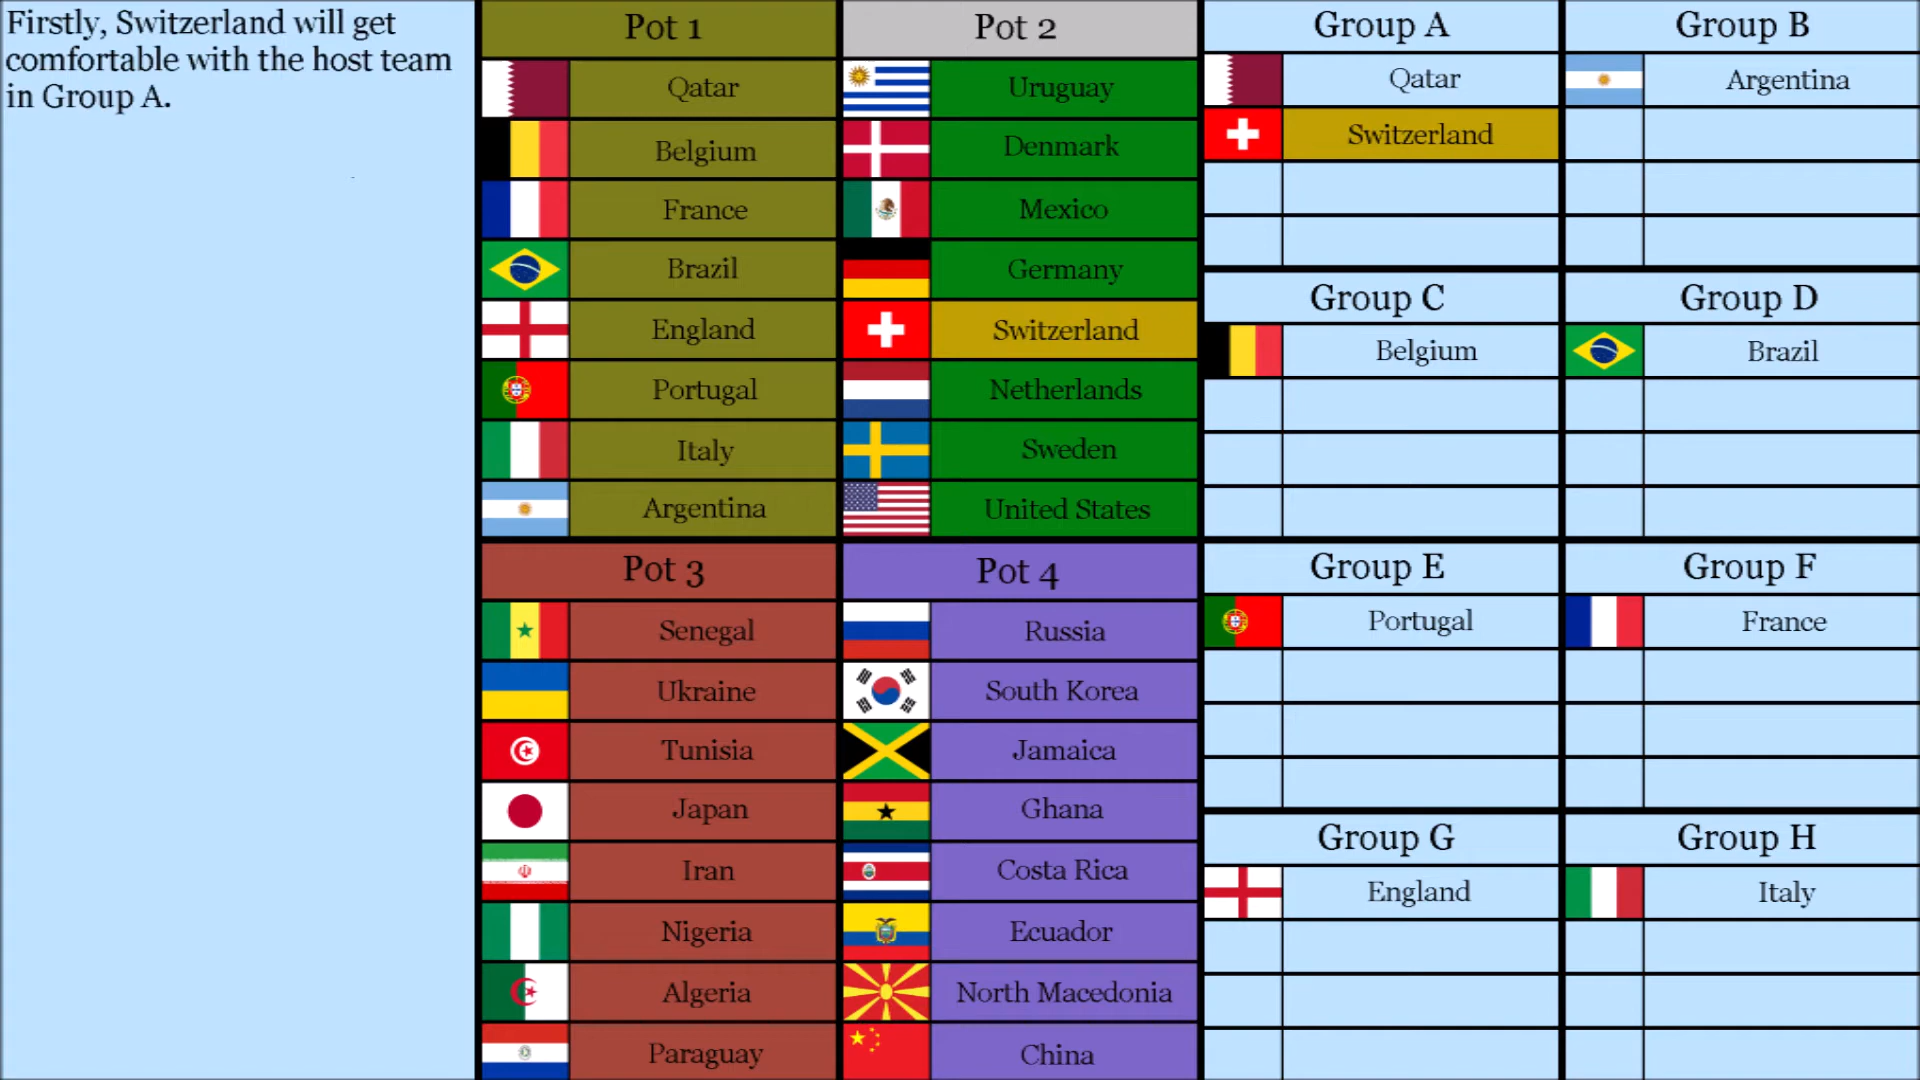 Firstly, Switzerland will get
comfortable with the host team
in Group A.
Pot 1
Qatar
Belgium
France
Brazil
England
Portugal
Italy
Argentina
Pot 2
Uruguay
Denmark
Mexico
Germany
Switzerland
Netherlands
Sweden
United States
Pot 3
Senegal
Ukraine
Tunisia
Japan
Iran
Nigeria
Algeria
Paraguay
Pot 4
Russia
South Korea
Jamaica
Ghana
Costa Rica
Ecuador
North Macedonia
China
Group A
Qatar
Switzerland
Group B
Argentina
Group C
Belgium
Group D
Brazil
Group E
Portugal
Group F
France
Group G
England
Group H
Italy